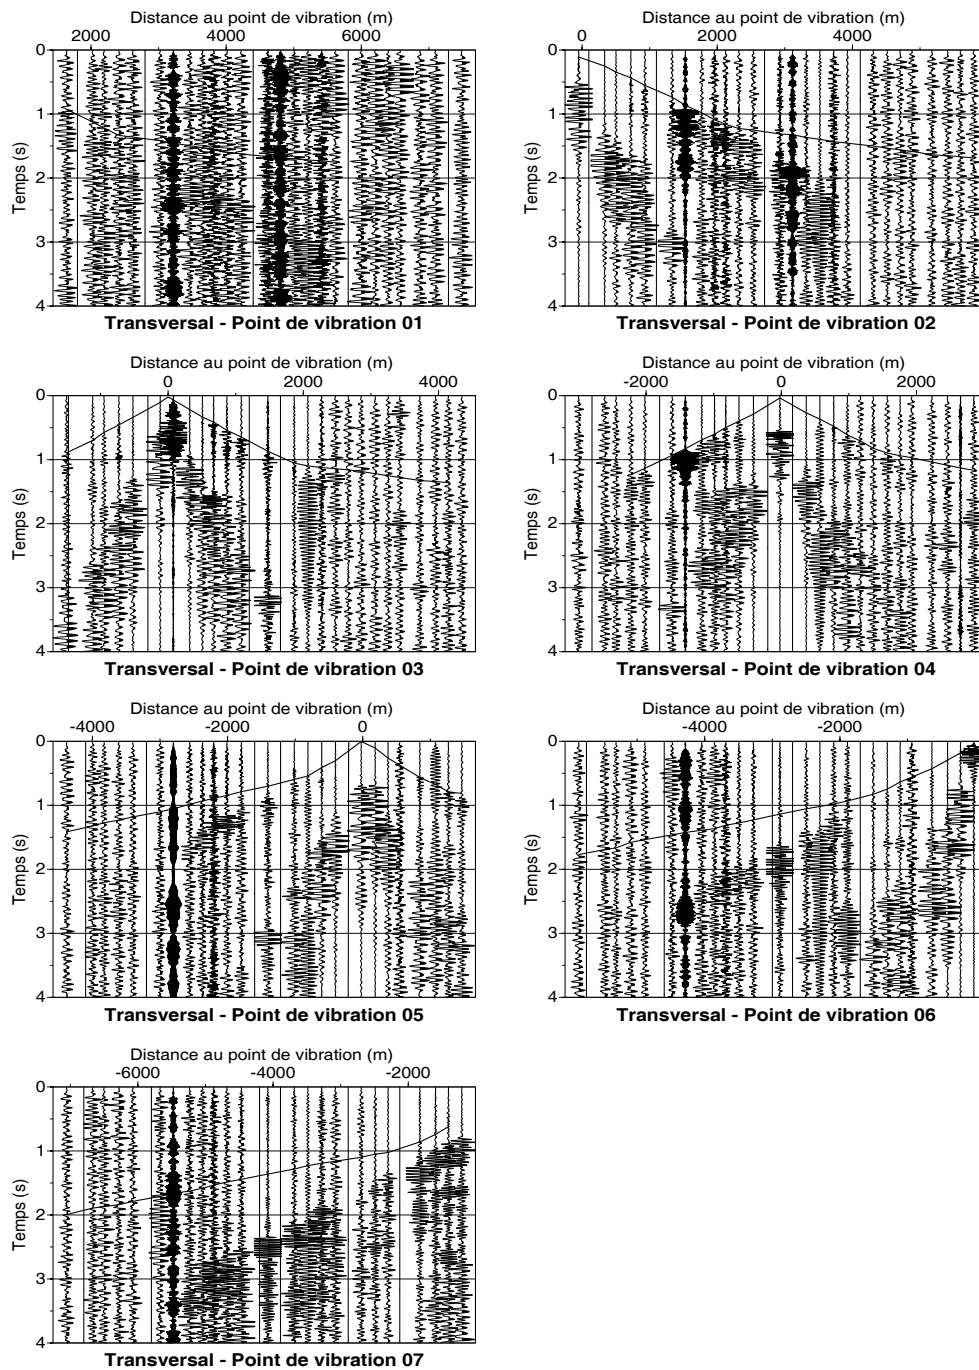 Distance au point de vibration (m)
2000 4000 6000
0
1
2
3
4
Temps (s)
Transversal - Point de vibration 01
Distance au point de vibration (m)
0 2000 4000
0
1
2
3
4
Temps (s)
Transversal - Point de vibration 02
Distance au point de vibration (m)
0 2000 4000
0
1
2
3
4
Temps (s)
Transversal - Point de vibration 03
Distance au point de vibration (m)
-2000 0 2000
0
1
2
3
4
Temps (s)
Transversal - Point de vibration 04
Distance au point de vibration (m)
-4000 -2000 0
0
1
2
3
4
Temps (s)
Transversal - Point de vibration 05
Distance au point de vibration (m)
-4000 -2000
0
1
2
3
4
Temps (s)
Transversal - Point de vibration 06
Distance au point de vibration (m)
-6000 -4000 -2000
0
1
2
3
4
Temps (s)
Transversal - Point de vibration 07